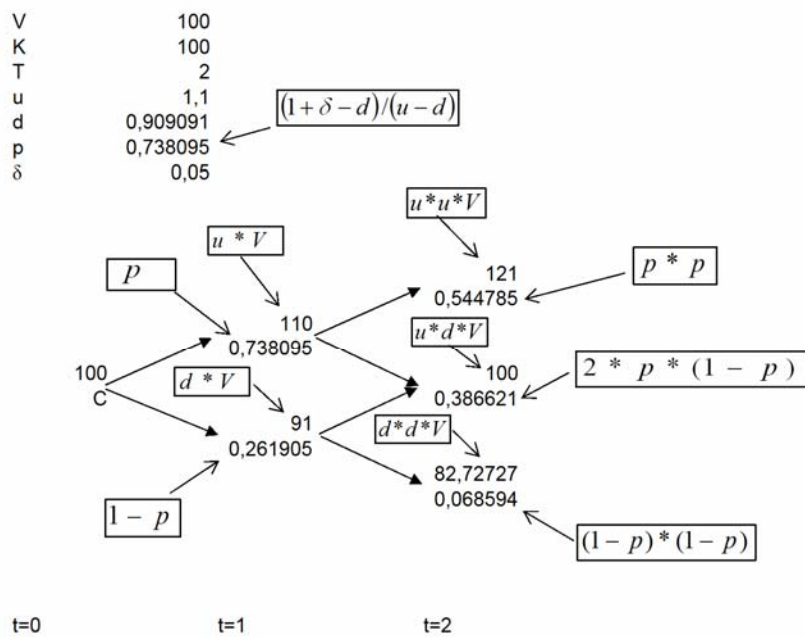 V 100
K 100
T 2
u 1,1
d 0,909091
p 0,738095
δ 0,05
(1 + δ − d)/(u − d)
u * u * V
u * V
121
p
p * p
0,544785
110
u * d * V
0,738095
100
100
2 * p * (1 − p)
d * V
0,386621
C
91
d * d * V
0,261905
82,72727
0,068594
1 − p
(1 − p) * (1 − p)
t=0 t=1 t=2